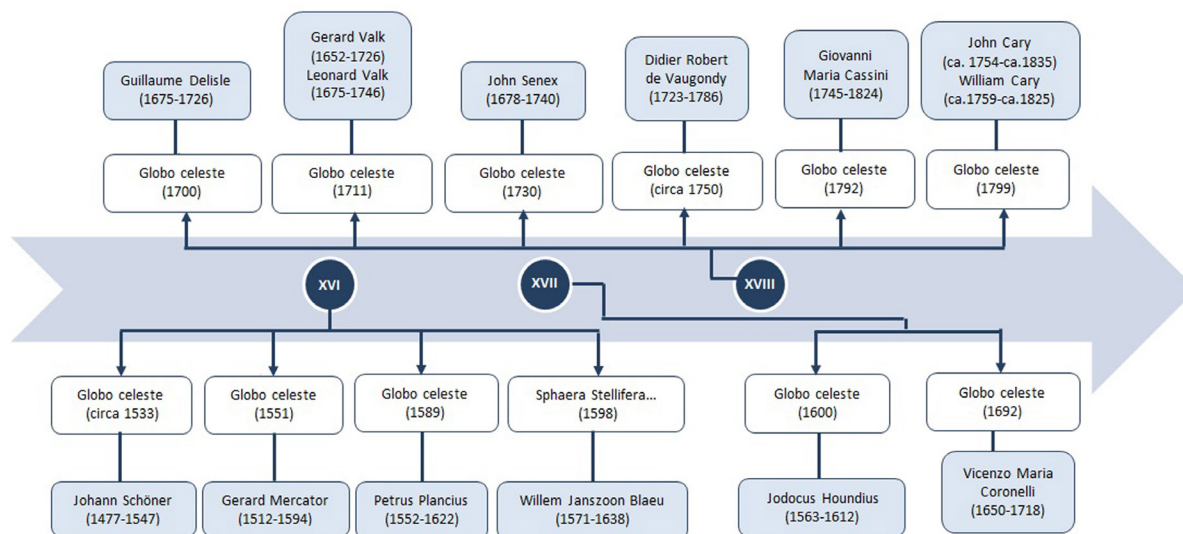 Guillaume Delisle
(1675-1726)
Gerard Valk
(1652-1726)
Leonard Valk
(1675-1746)
John Senex
(1678-1740)
Didier Robert
de Vaugondy
(1723-1786)
Giovanni
Maria Cassini
(1745-1824)
John Cary
(ca. 1754-ca.1835)
William Cary
(ca.1759-ca.1825)
Globo celeste
(1700)
Globo celeste
(1711)
Globo celeste
(1730)
Globo celeste
(circa 1750)
Globo celeste
(1792)
Globo celeste
(1799)
XVI
XVII
XVIII
Globo celeste
(circa 1533)
Globo celeste
(1551)
Globo celeste
(1589)
Sphaera Stellifera...
(1598)
Globo celeste
(1600)
Globo celeste
(1692)
Johann Schöner
(1477-1547)
Gerard Mercator
(1512-1594)
Petrus Plancius
(1552-1622)
Willem Janszoon Blaeu
(1571-1638)
Jodocus Houndius
(1563-1612)
Vicenzo Maria
Coronelli
(1650-1718)